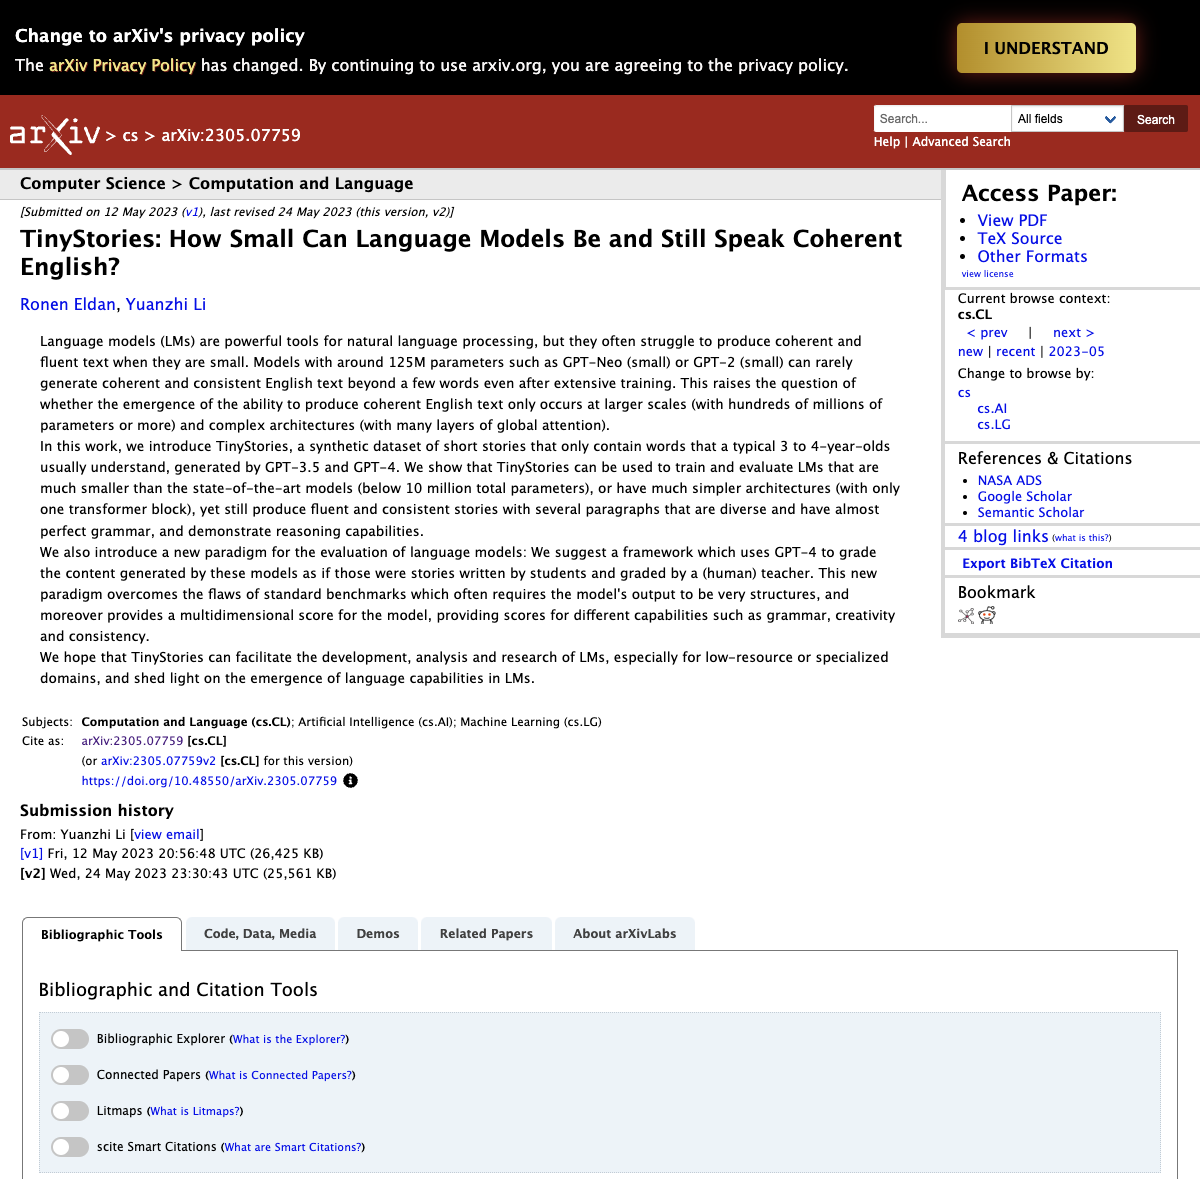 Change to arXiv's privacy policy
The arXiv Privacy Policy has changed. By continuing to use arxiv.org, you are agreeing to the privacy policy.
I UNDERSTAND
arXiv > cs > arXiv:2305.07759
Search...
All fields
Search
Help | Advanced Search
Computer Science > Computation and Language
[Submitted on 12 May 2023 (v1), last revised 24 May 2023 (this version, v2)]
TinyStories: How Small Can Language Models Be and Still Speak Coherent
English?
Ronen Eldan, Yuanzhi Li
Language models (LMs) are powerful tools for natural language processing, but they often struggle to produce coherent and
fluent text when they are small. Models with around 125M parameters such as GPT-Neo (small) or GPT-2 (small) can rarely
generate coherent and consistent English text beyond a few words even after extensive training. This raises the question of
whether the emergence of the ability to produce coherent English text only occurs at larger scales (with hundreds of millions of
parameters or more) and complex architectures (with many layers of global attention).
In this work, we introduce TinyStories, a synthetic dataset of short stories that only contain words that a typical 3 to 4-year-olds
usually understand, generated by GPT-3.5 and GPT-4. We show that TinyStories can be used to train and evaluate LMs that are
much smaller than the state-of-the-art models (below 10 million total parameters), or have much simpler architectures (with only
one transformer block), yet still produce fluent and consistent stories with several paragraphs that are diverse and have almost
perfect grammar, and demonstrate reasoning capabilities.
We also introduce a new paradigm for the evaluation of language models: We suggest a framework which uses GPT-4 to grade
the content generated by these models as if those were stories written by students and graded by a (human) teacher. This new
paradigm overcomes the flaws of standard benchmarks which often requires the model's output to be very structures, and
moreover provides a multidimensional score for the model, providing scores for different capabilities such as grammar, creativity
and consistency.
We hope that TinyStories can facilitate the development, analysis and research of LMs, especially for low-resource or specialized
domains, and shed light on the emergence of language capabilities in LMs.
Subjects: Computation and Language (cs.CL); Artificial Intelligence (cs.AI); Machine Learning (cs.LG)
Cite as: arXiv:2305.07759 [cs.CL]
(or arXiv:2305.07759v2 [cs.CL] for this version)
https://doi.org/10.48550/arXiv.2305.07759
Submission history
From: Yuanzhi Li [view email]
[v1] Fri, 12 May 2023 20:56:48 UTC (26,425 KB)
[v2] Wed, 24 May 2023 23:30:43 UTC (25,561 KB)
Access Paper:
View PDF
TeX Source
Other Formats
view license
Current browse context:
cs.CL
< prev | next >
new | recent | 2023-05
Change to browse by:
cs
cs.AI
cs.LG
References & Citations
NASA ADS
Google Scholar
Semantic Scholar
4 blog links (what is this?)
Export BibTeX Citation
Bookmark
Bibliographic Tools
Code, Data, Media
Demos
Related Papers
About arXivLabs
Bibliographic and Citation Tools
Bibliographic Explorer (What is the Explorer?)
Connected Papers (What is Connected Papers?)
Litmaps (What is Litmaps?)
scite Smart Citations (What are Smart Citations?)